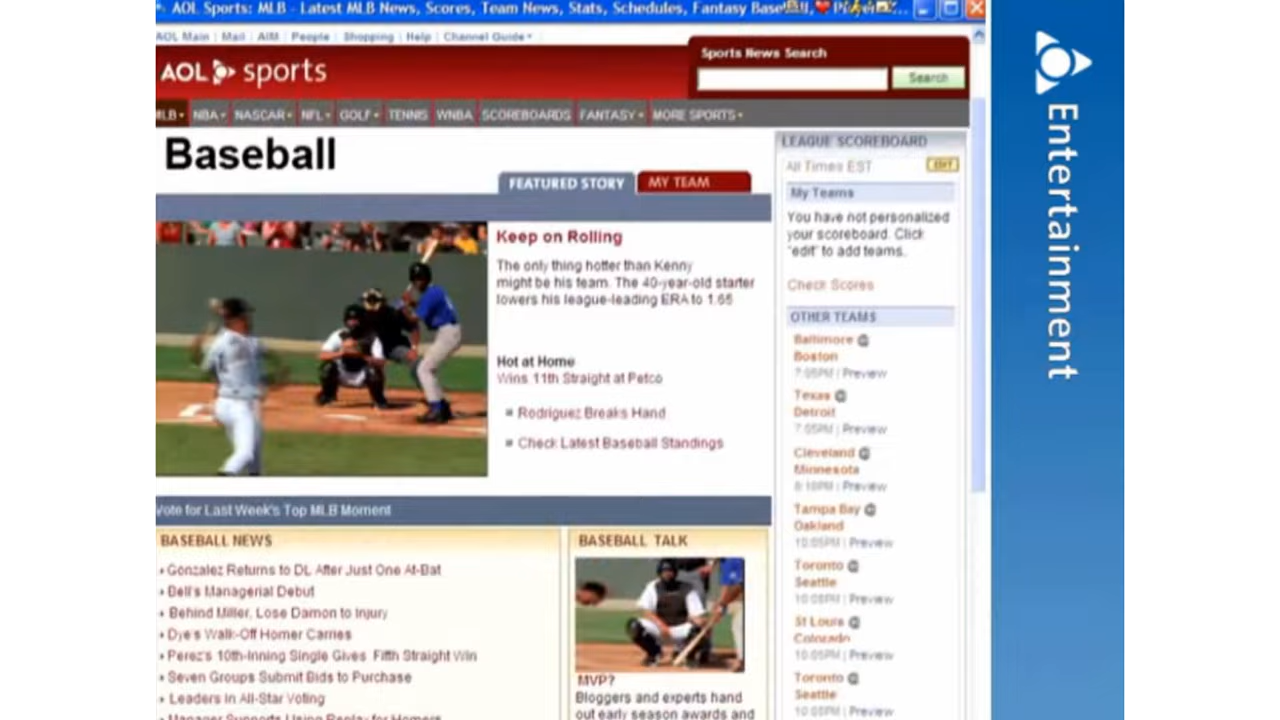 AOL Sports: MLB - Latest MLB News, Scores, Team News, Stats, Schedules, Fantasy
AOL Main | Mail | AIM | People | Shopping | Help | Channel Guide
AOL sports
Sports News Search
Search
MLB NBA NASCAR NFL GOLF TENNIS WNBA SCOREBOARDS FANTASY MORE SPORTS
Baseball
FEATURED STORY MY TEAM
Keep on Rolling
The only thing hotter than Kenny
might be his team. The 40-year-old starter
lowers his league-leading ERA to 1.65
Hot at Home
Wins 11th Straight at Petco
Rodriguez Breaks Hand
Check Latest Baseball Standings
Vote for Last Week's Top MLB Moment
BASEBALL NEWS
Gonzalez Returns to DL After Just One At-Bat
Bell's Managerial Debut
Behind Miller, Lose Damon to Injury
Dye's Walk-Off Homer Carries
Perez's 10th-Inning Single Gives Fifth Straight Win
Seven Groups Submit Bids to Purchase
Leaders In All-Star Voting
Manager Supports Using Replay for Homers
BASEBALL TALK
MVP?
Bloggers and experts hand
out early season awards and
LEAGUE SCOREBOARD
All Times EST
EDIT
My Teams
You have not personalized
your scoreboard. Click
"edit" to add teams.
Check Scores
OTHER TEAMS
Baltimore @
Boston
7:05PM | Preview
Texas @
Detroit
7:05PM | Preview
Cleveland @
Minnesota
8:10PM | Preview
Tampa Bay @
Oakland
10:05PM | Preview
Toronto @
Seattle
10:05PM | Preview
St Louis @
Colorado
10:05PM | Preview
Toronto @
Seattle
10:05PM | Preview
Entertainment